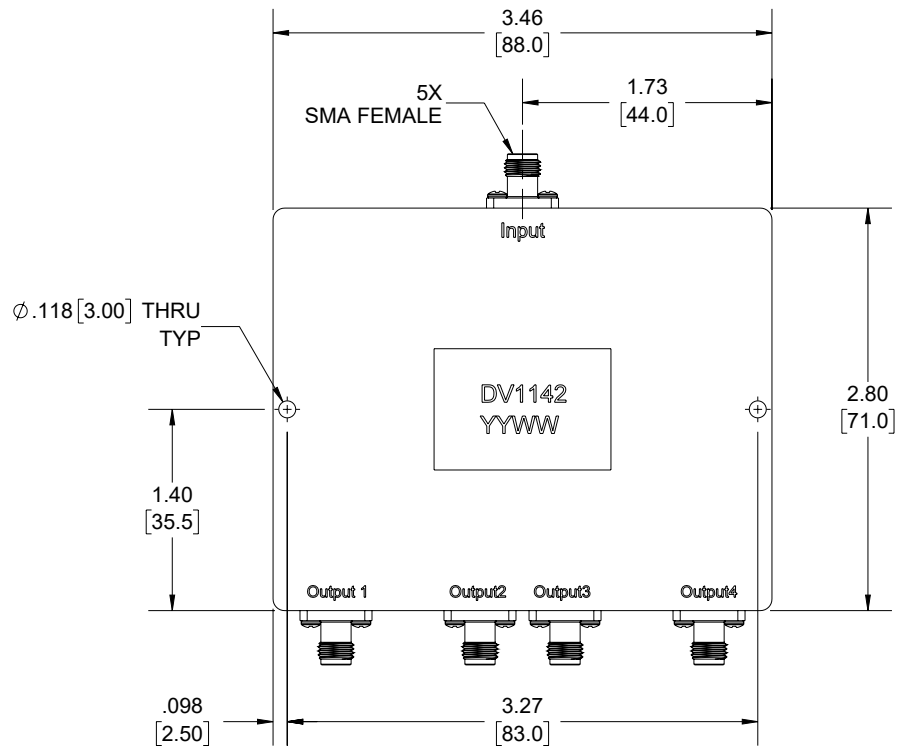 3.46
[88.0]
5X
SMA FEMALE
1.73
[44.0]
Input
⌀.118[3.00] THRU
TYP
DV1142
YYWW
2.80
[71.0]
1.40
[35.5]
Output 1
Output2
Output3
Output4
.098
[2.50]
3.27
[83.0]